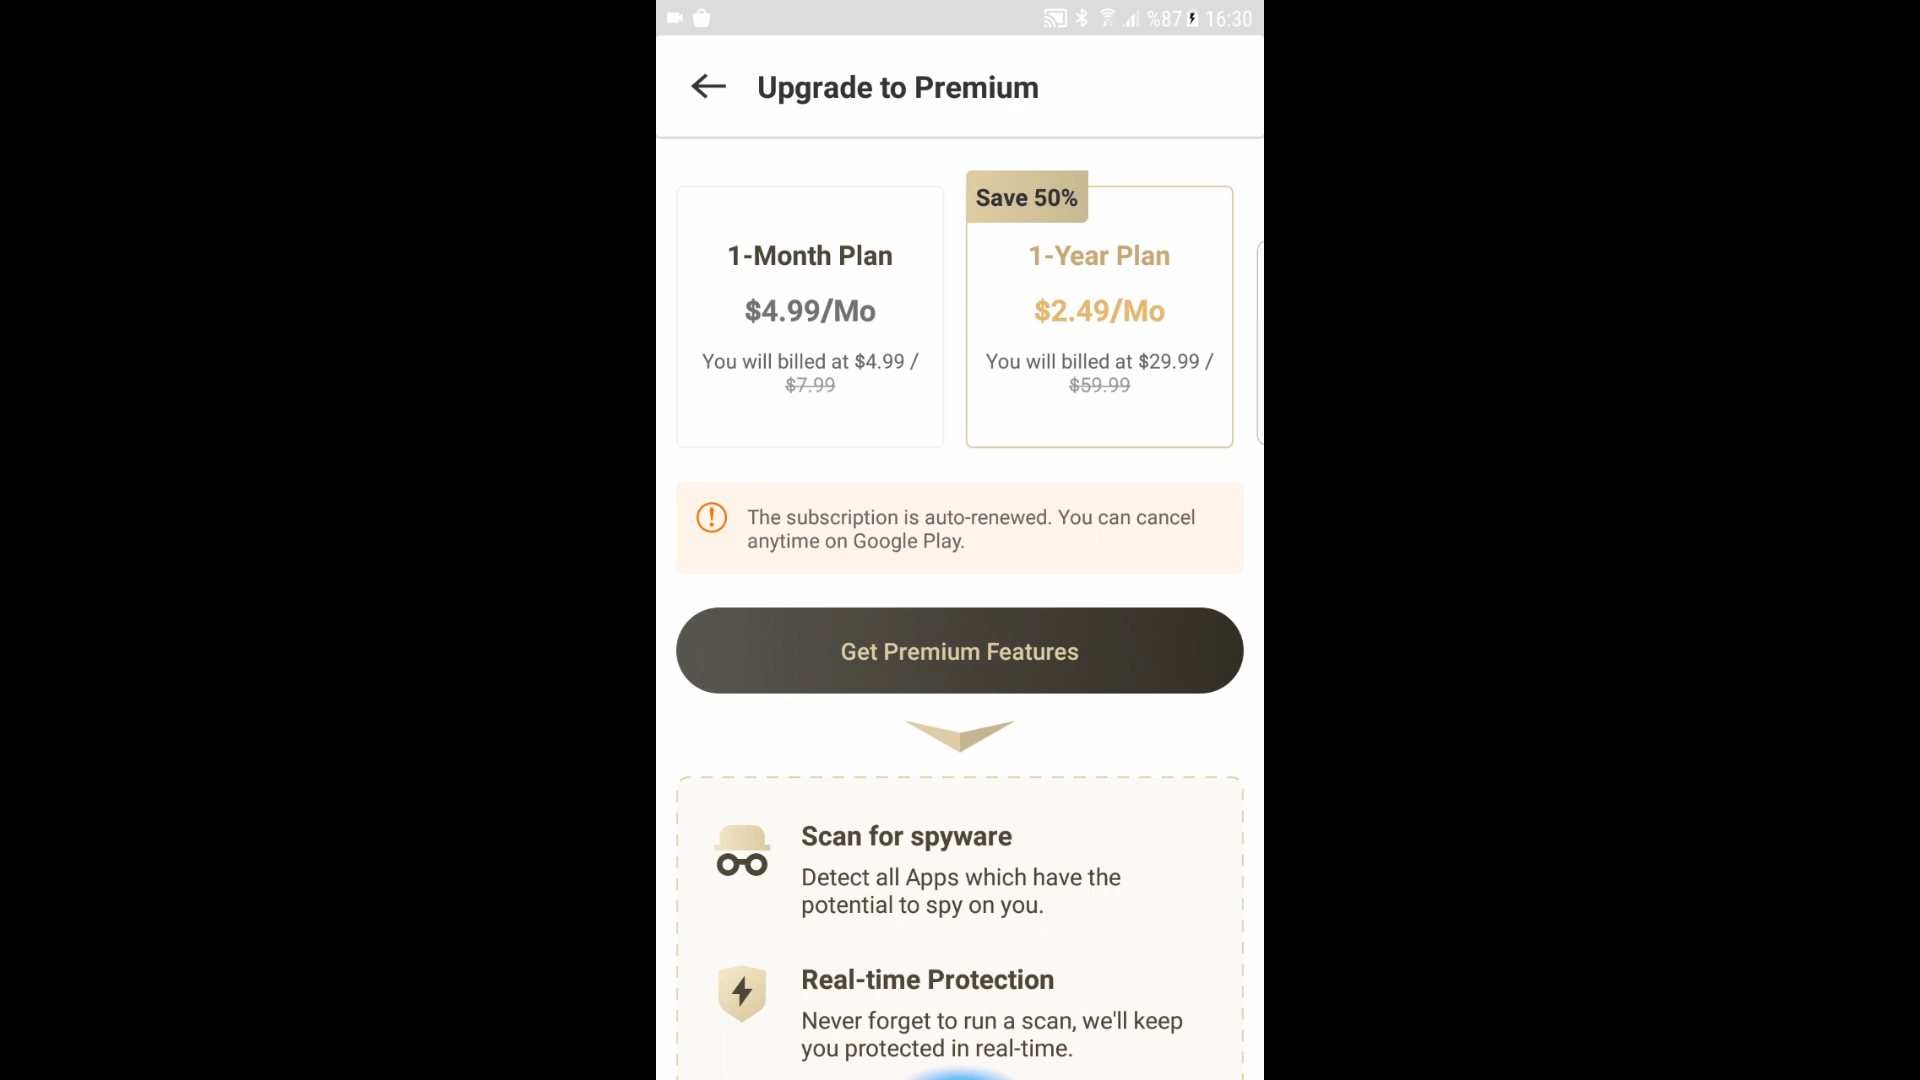 %87 16:30
Upgrade to Premium
Save 50%
1-Month Plan
$4.99/Mo
You will billed at $4.99 /
$7.99
1-Year Plan
$2.49/Mo
You will billed at $29.99 /
$59.99
The subscription is auto-renewed. You can cancel
anytime on Google Play.
Get Premium Features
Scan for spyware
Detect all Apps which have the
potential to spy on you.
Real-time Protection
Never forget to run a scan, we'll keep
you protected in real-time.